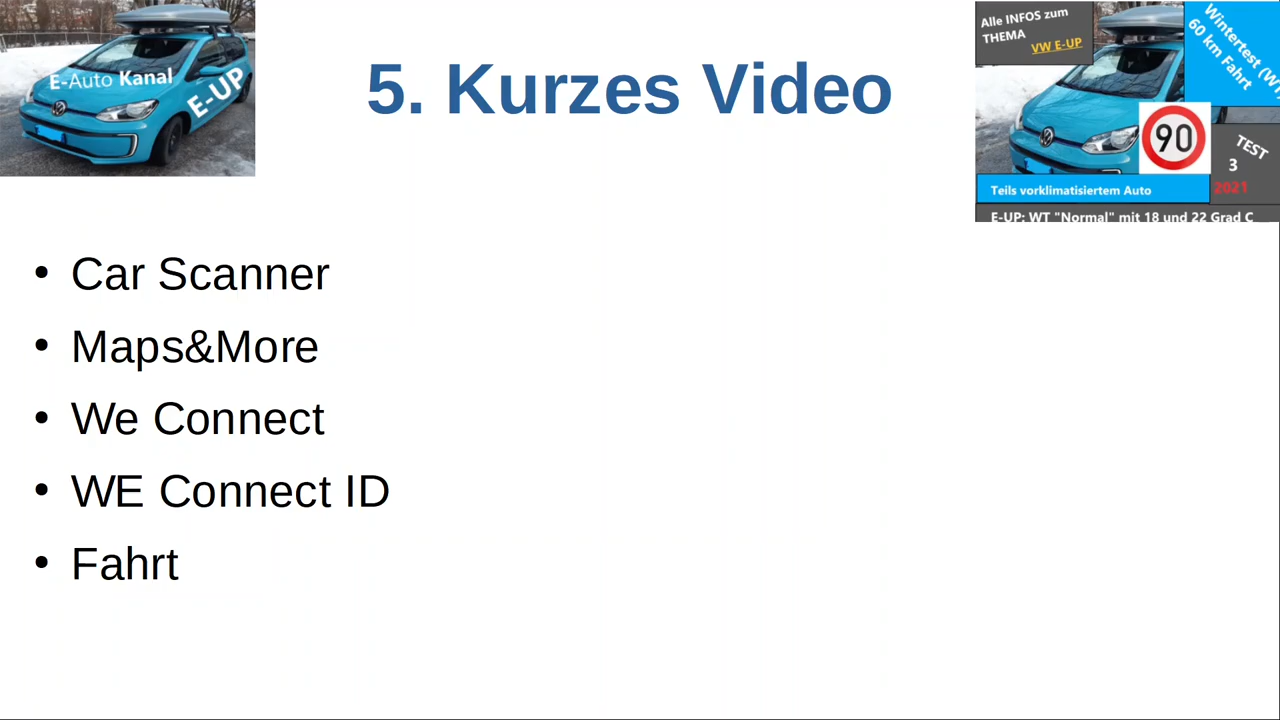 E-Auto Kanal
E-UP
5. Kurzes Video
Alle INFOS zum
THEMA
VW E-UP
Wintertest (WT)
60 km Fahrt
90
TEST
3
2021
Teils vorklimatisiertem Auto
E-UP: WT "Normal" mit 18 und 22 Grad C
• Car Scanner
• Maps&More
• We Connect
• WE Connect ID
• Fahrt